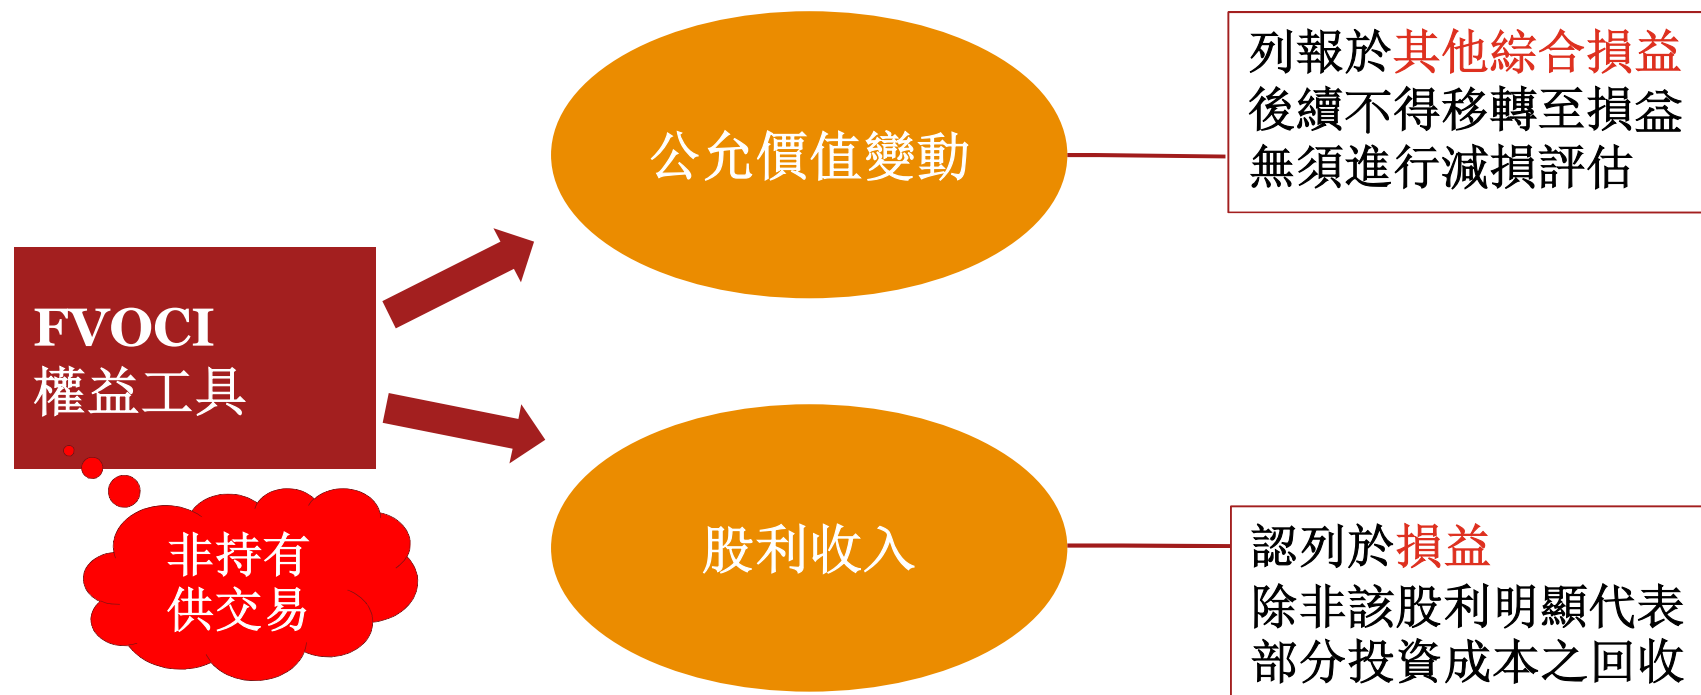 FVOCI
權益工具
非持有
供交易
公允價值變動
列報於其他綜合損益
後續不得移轉至損益
無須進行減損評估
股利收入
認列於損益
除非該股利明顯代表
部分投資成本之回收